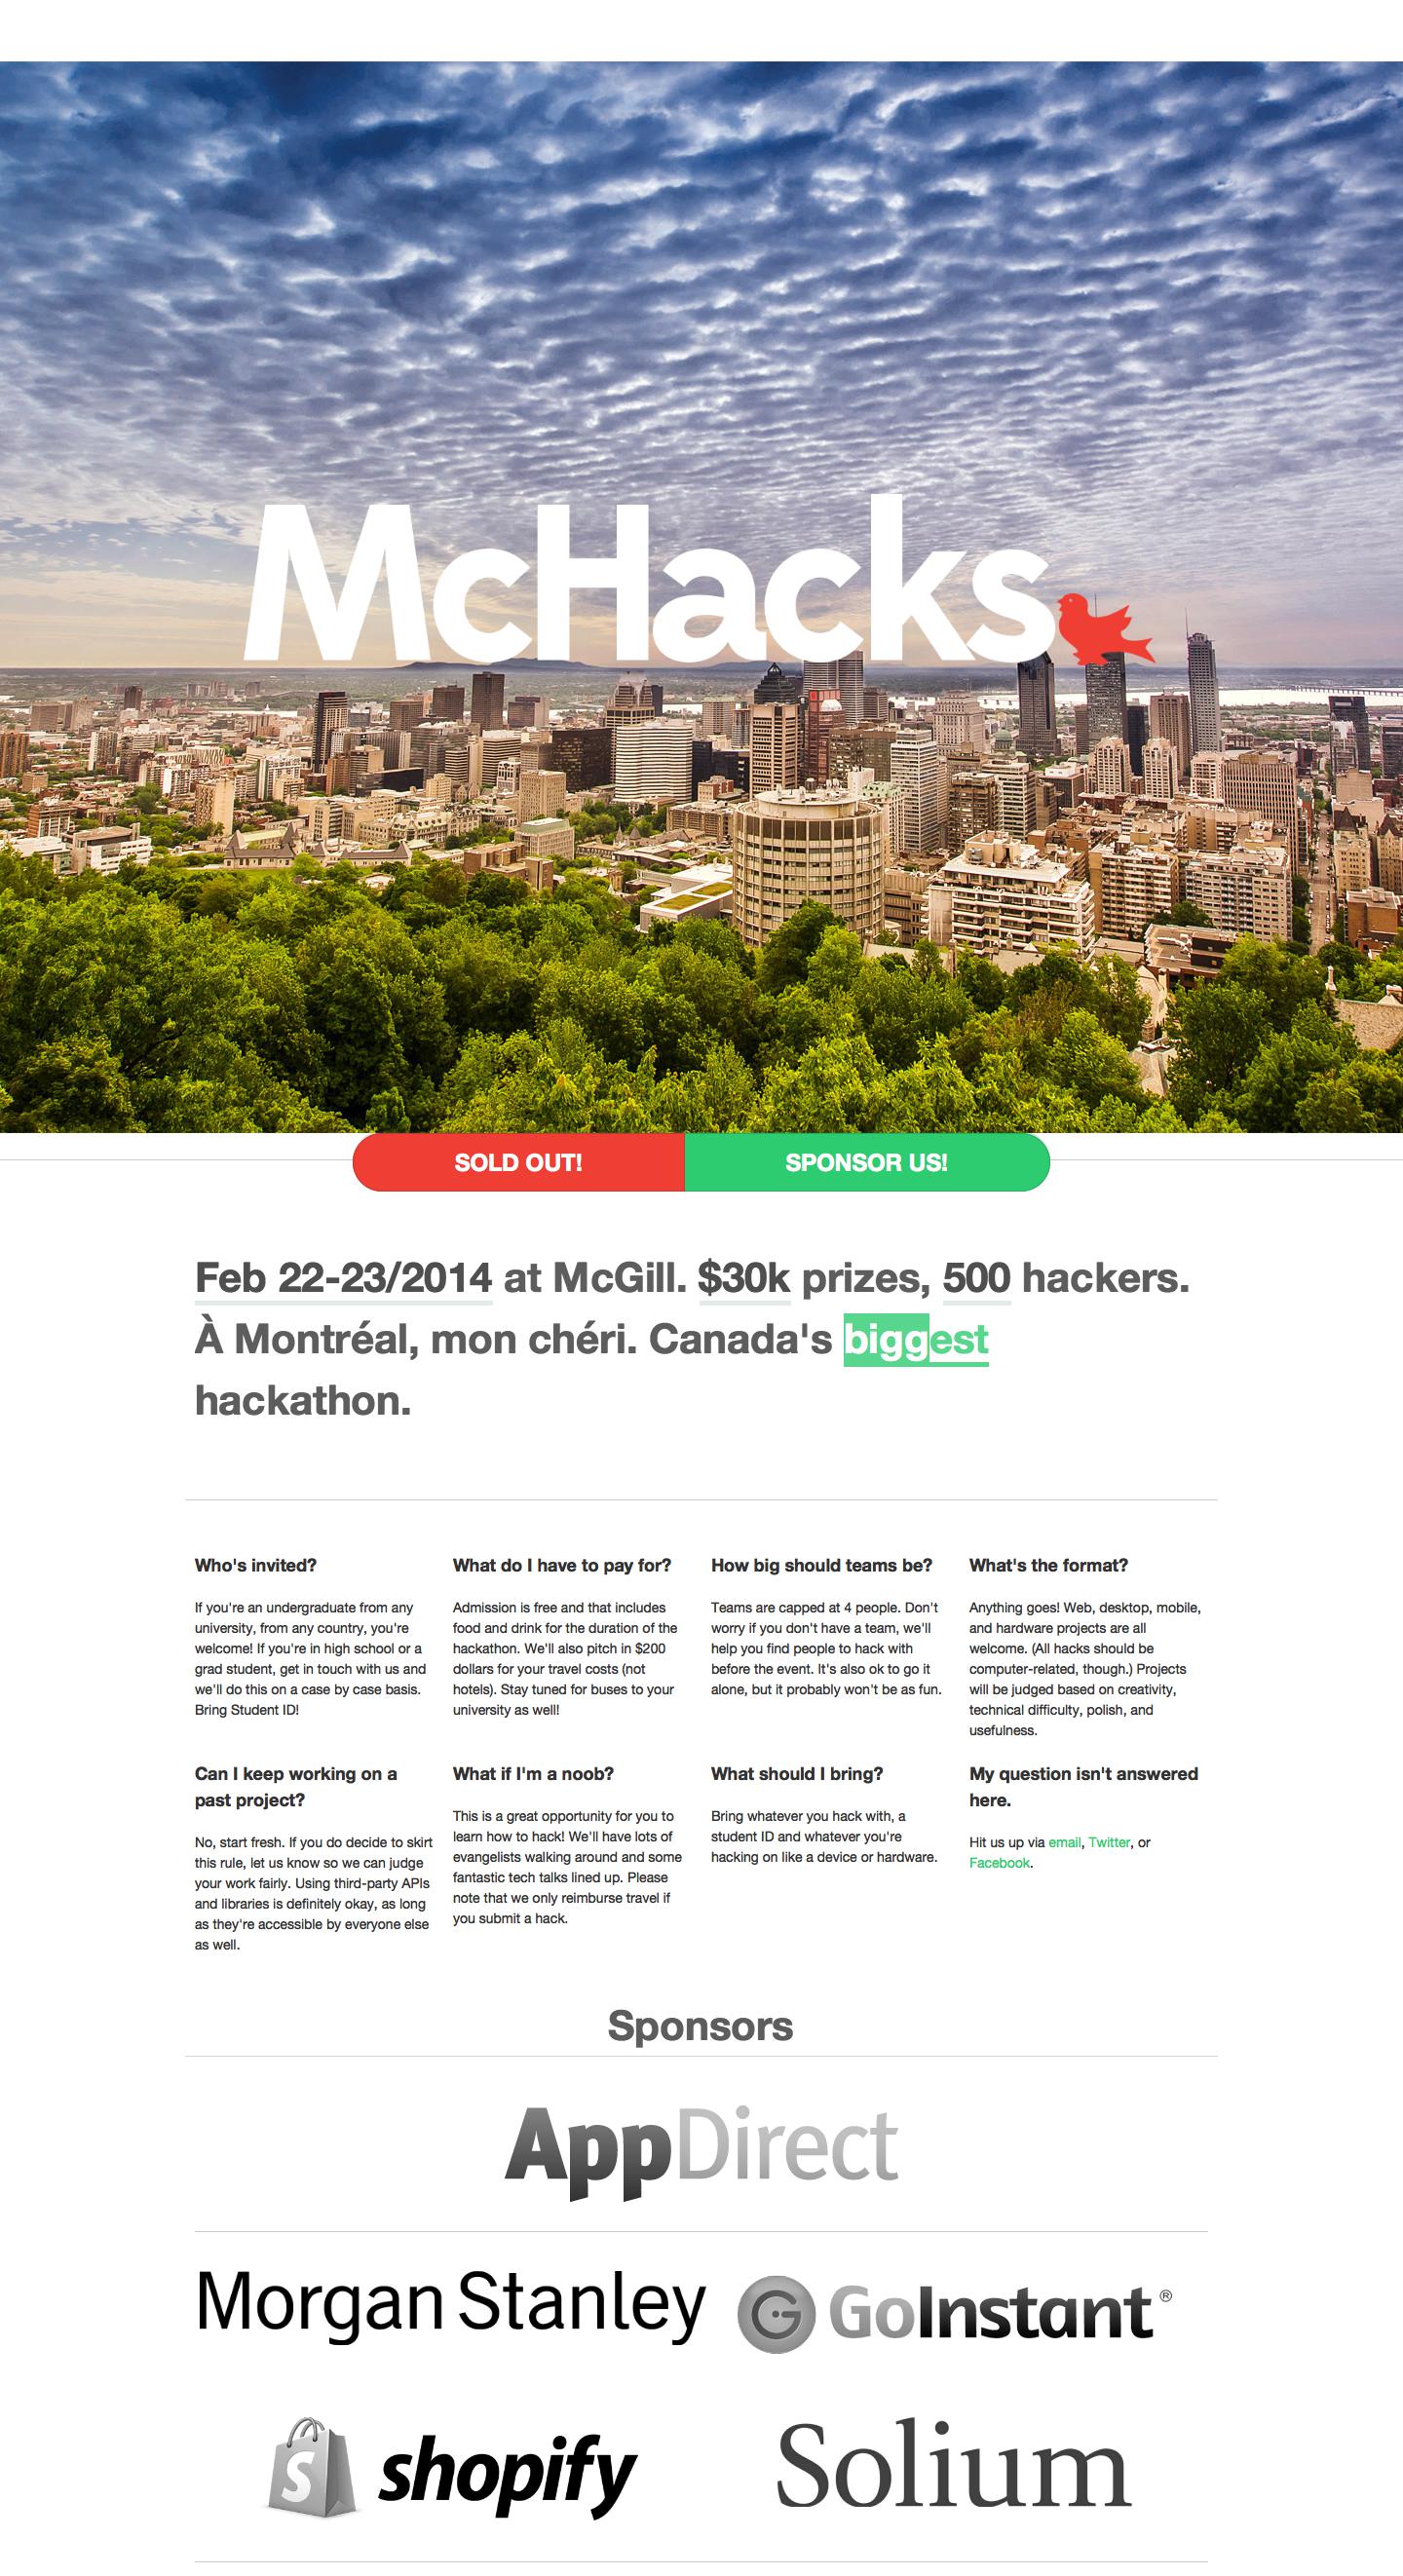 McHacks
SOLD OUT!
SPONSOR US!
Feb 22-23/2014 at McGill. $30k prizes, 500 hackers.
À Montréal, mon chéri. Canada's biggest
hackathon.
Who's invited?
If you're an undergraduate from any
university, from any country, you're
welcome! If you're in high school or a
grad student, get in touch with us and
we'll do this on a case by case basis.
Bring Student ID!
What do I have to pay for?
Admission is free and that includes
food and drink for the duration of the
hackathon. We'll also pitch in $200
dollars for your travel costs (not
hotels). Stay tuned for buses to your
university as well!
How big should teams be?
Teams are capped at 4 people. Don't
worry if you don't have a team, we'll
help you find people to hack with
before the event. It's also ok to go it
alone, but it probably won't be as fun.
What's the format?
Anything goes! Web, desktop, mobile,
and hardware projects are all
welcome. (All hacks should be
computer-related, though.) Projects
will be judged based on creativity,
technical difficulty, polish, and
usefulness.
Can I keep working on a
past project?
No, start fresh. If you do decide to skirt
this rule, let us know so we can judge
your work fairly. Using third-party APIs
and libraries is definitely okay, as long
as they're accessible by everyone else
as well.
What if I'm a noob?
This is a great opportunity for you to
learn how to hack! We'll have lots of
evangelists walking around and some
fantastic tech talks lined up. Please
note that we only reimburse travel if
you submit a hack.
What should I bring?
Bring whatever you hack with, a
student ID and whatever you're
hacking on like a device or hardware.
My question isn't answered
here.
Hit us up via email, Twitter, or
Facebook.
Sponsors
AppDirect
Morgan Stanley
G GoInstant®
S shopify
Solium